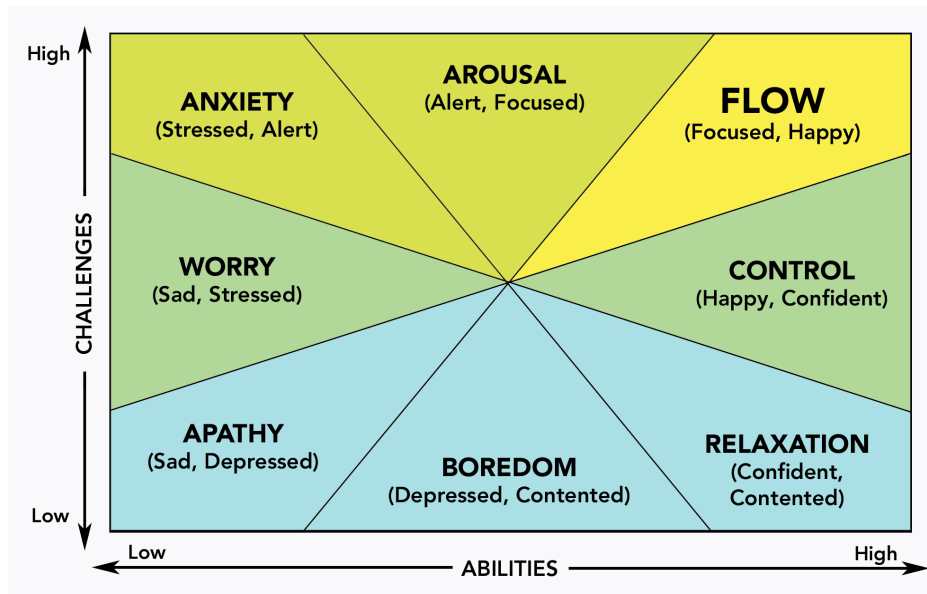 High
ANXIETY
(Stressed, Alert)
AROUSAL
(Alert, Focused)
FLOW
(Focused, Happy)
CHALLENGES
WORRY
(Sad, Stressed)
CONTROL
(Happy, Confident)
APATHY
(Sad, Depressed)
BOREDOM
(Depressed, Contented)
RELAXATION
(Confident,
Contented)
Low
Low
ABILITIES
High